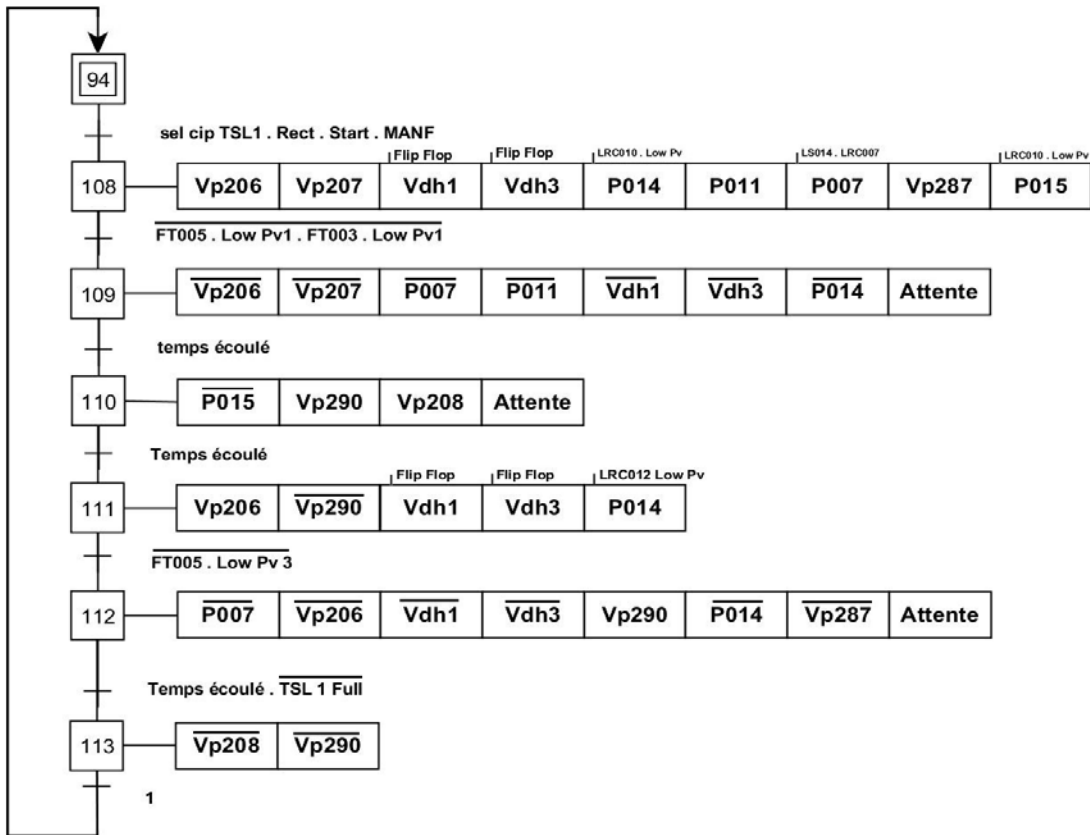 94
sel cip TSL1 . Rect . Start . MANF
Flip Flop Flip Flop LRC010 . Low Pv LS014 . LRC007 LRC010 . Low Pv
108 Vp206 Vp207 Vdh1 Vdh3 P014 P011 P007 Vp287 P015
FT005 . Low Pv1 . FT003 . Low Pv1
109 Vp206 Vp207 P007 P011 Vdh1 Vdh3 P014 Attente
temps écoulé
110 P015 Vp290 Vp208 Attente
Temps écoulé
Flip Flop Flip Flop LRC012 Low Pv
111 Vp206 Vp290 Vdh1 Vdh3 P014
FT005 . Low Pv 3
112 P007 Vp206 Vdh1 Vdh3 Vp290 P014 Vp287 Attente
Temps écoulé . TSL 1 Full
113 Vp208 Vp290
1